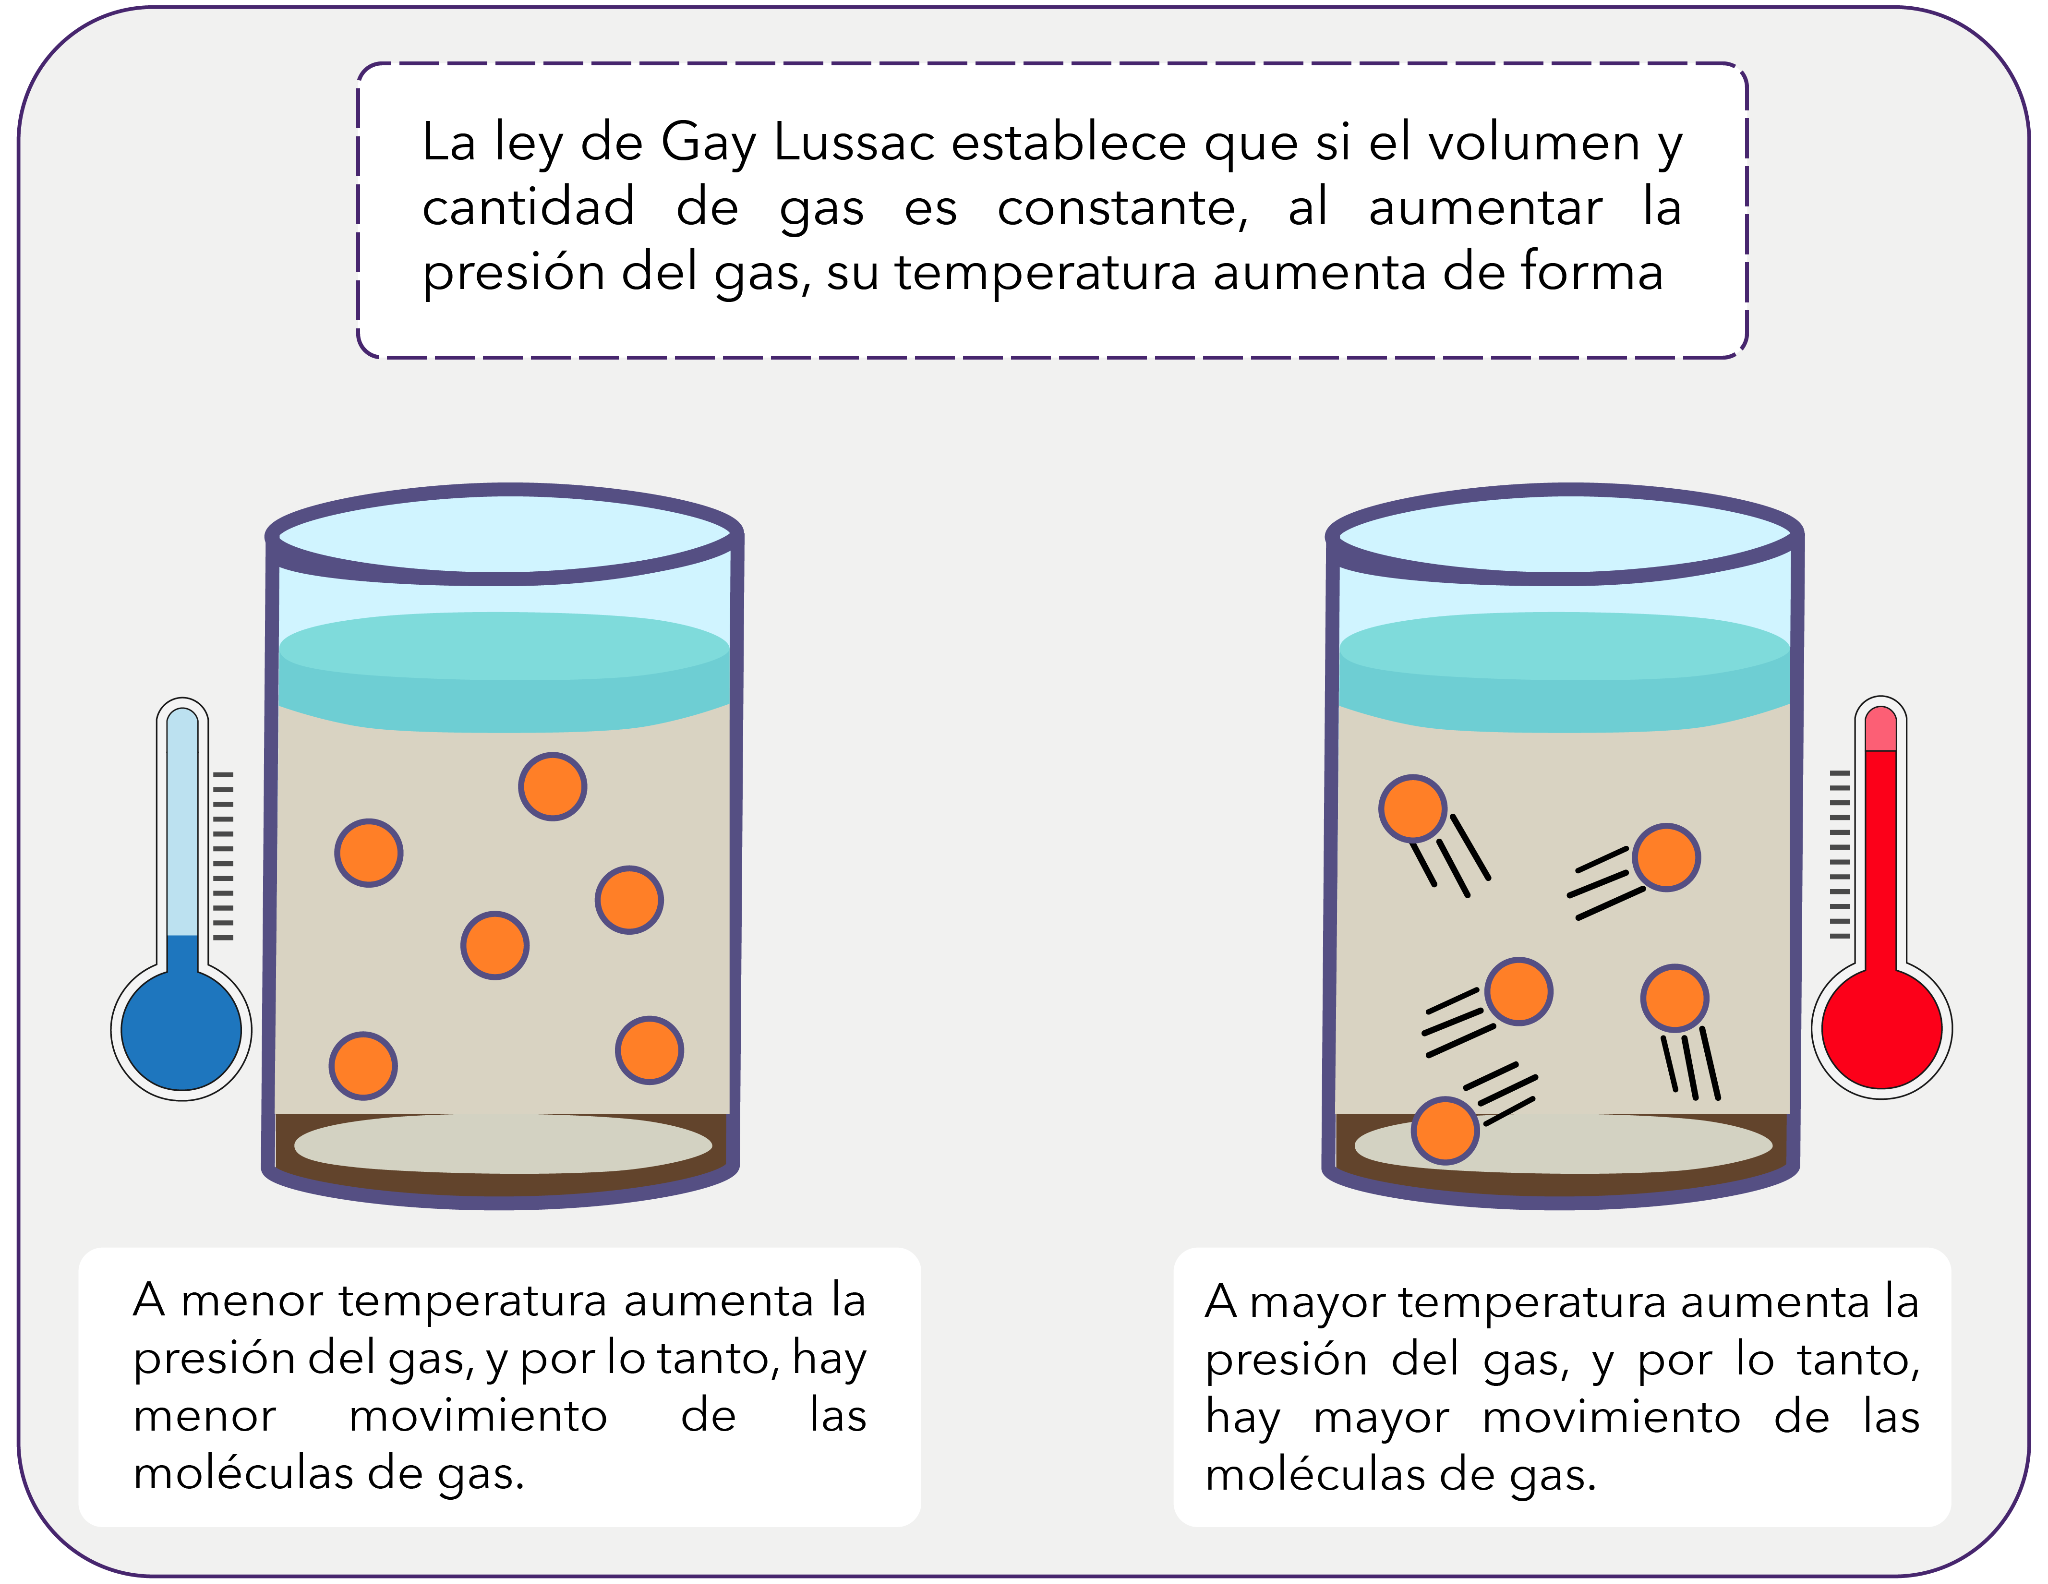 La ley de Gay Lussac establece que si el volumen y
cantidad de gas es constante, al aumentar la
presión del gas, su temperatura aumenta de forma
A menor temperatura aumenta la
presión del gas, y por lo tanto, hay
menor movimiento de las
moléculas de gas.
A mayor temperatura aumenta la
presión del gas, y por lo tanto,
hay mayor movimiento de las
moléculas de gas.